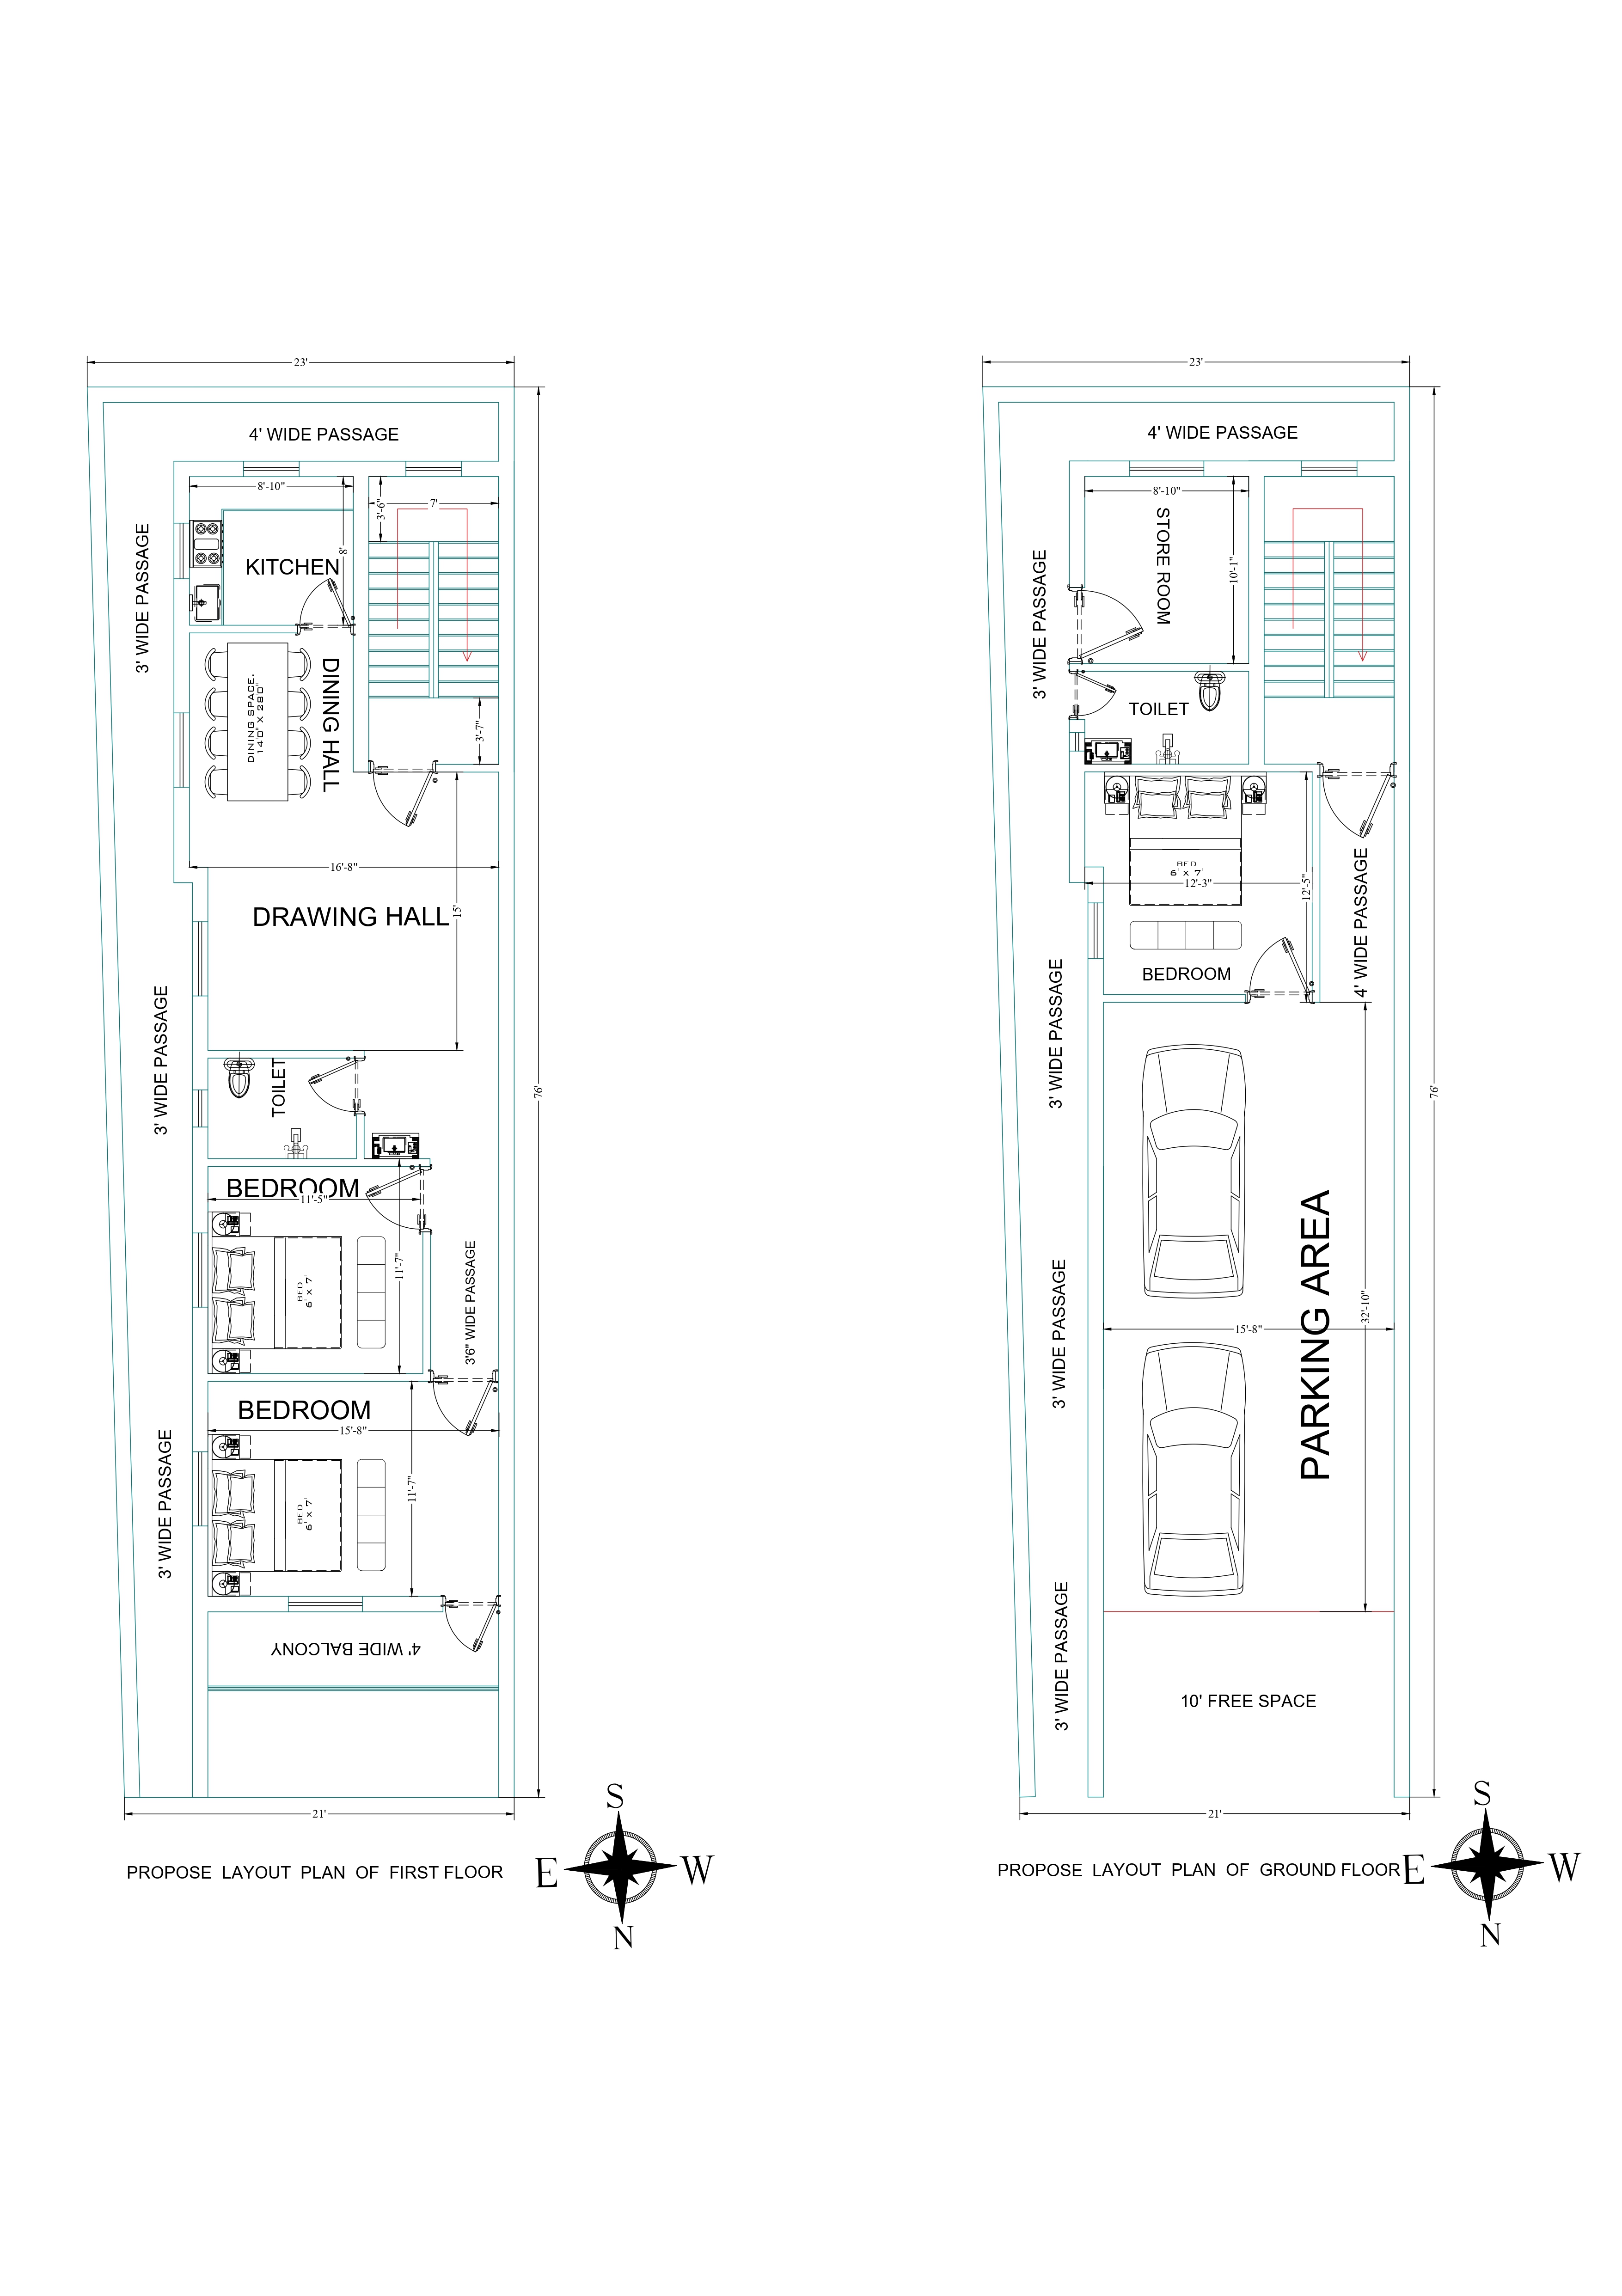 23'
4' WIDE PASSAGE
8'-10"
3'-6"
7'
8'
KITCHEN
3' WIDE PASSAGE
DINING HALL
DINING SPACE.
14'0" X 280"
3'-7"
16'-8"
DRAWING HALL
15'
3' WIDE PASSAGE
TOILET
76'
BEDROOM
11'-5"
11'-7"
BED
6' X 7'
3'6" WIDE PASSAGE
BEDROOM
15'-8"
11'-7"
BED
6' X 7'
3' WIDE PASSAGE
4' WIDE BALCONY
21'
PROPOSE LAYOUT PLAN OF FIRST FLOOR
S
E
W
N
23'
4' WIDE PASSAGE
8'-10"
STORE ROOM
10'-1"
3' WIDE PASSAGE
TOILET
BED
6' X 7'
12'-3"
12'-5"
4' WIDE PASSAGE
BEDROOM
3' WIDE PASSAGE
76'
PARKING AREA
32'-10"
15'-8"
3' WIDE PASSAGE
3' WIDE PASSAGE
10' FREE SPACE
21'
PROPOSE LAYOUT PLAN OF GROUND FLOOR
S
E
W
N